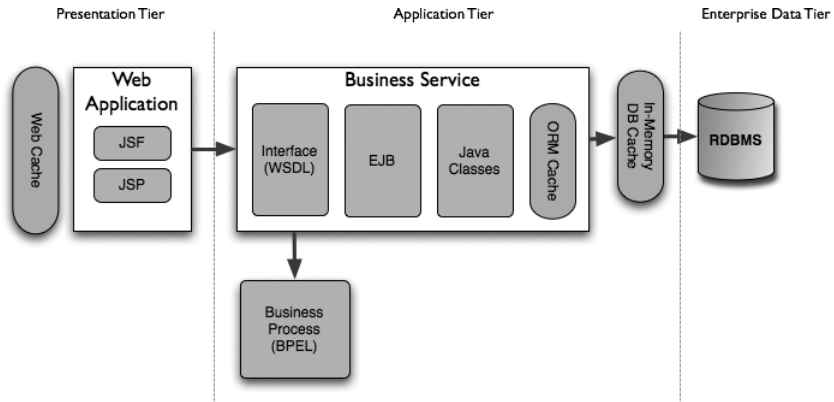 Presentation Tier
Application Tier
Enterprise Data Tier
Web Cache
Web
Application
JSF
JSP
Business Service
Interface
(WSDL)
EJB
Java
Classes
ORM Cache
In-Memory
DB Cache
RDBMS
Business
Process
(BPEL)